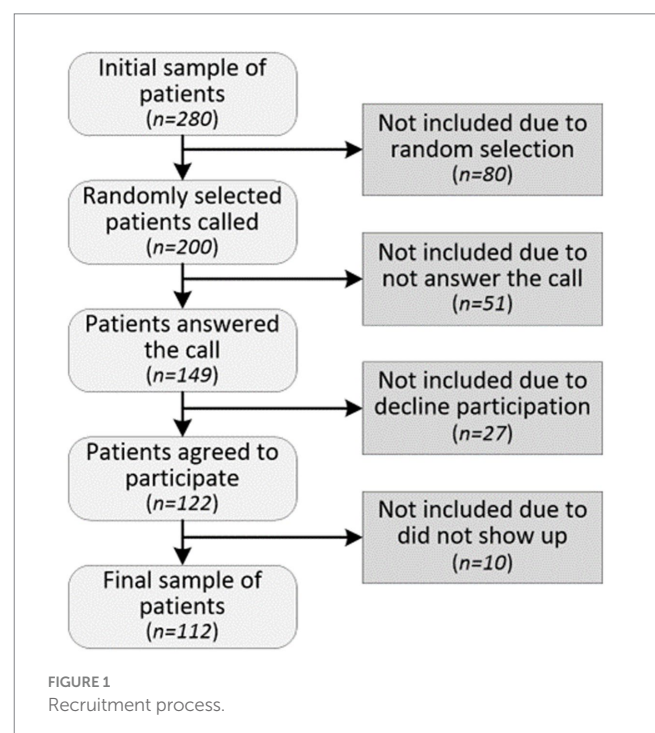 Initial sample of
patients
(n=280)
Not included due to
random selection
(n=80)
Randomly selected
patients called
(n=200)
Not included due to
not answer the call
(n=51)
Patients answered
the call
(n=149)
Not included due to
decline participation
(n=27)
Patients agreed to
participate
(n=122)
Not included due to
did not show up
(n=10)
Final sample of
patients
(n=112)
FIGURE 1
Recruitment process.